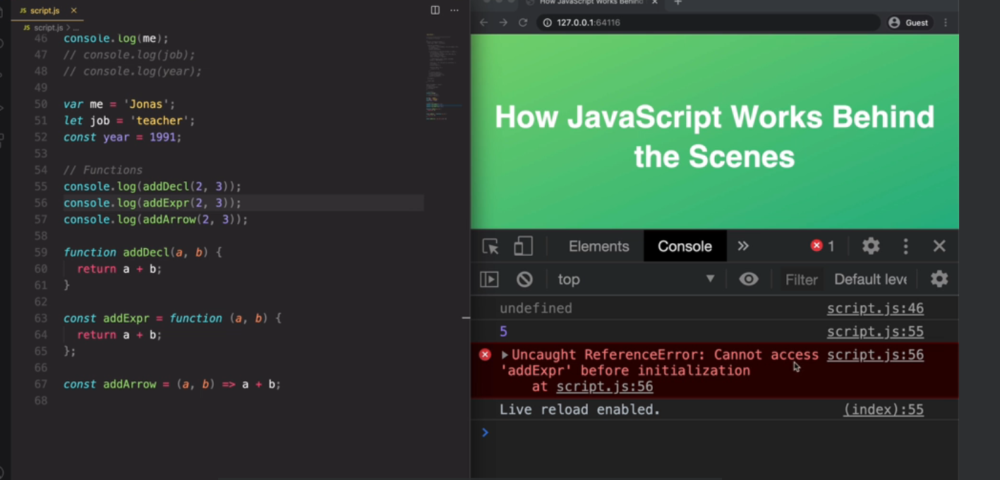 JS script.js ×
JS script.js > ...
46 console.log(me);
47 // console.log(job);
48 // console.log(year);
49
50 var me = 'Jonas';
51 let job = 'teacher';
52 const year = 1991;
53
54 // Functions
55 console.log(addDecl(2, 3));
56 console.log(addExpr(2, 3));
57 console.log(addArrow(2, 3));
58
59 function addDecl(a, b) {
60 return a + b;
61 }
62
63 const addExpr = function (a, b) {
64 return a + b;
65 };
66
67 const addArrow = (a, b) => a + b;
68
How JavaScript Works Behind
127.0.0.1:64116 Guest
How JavaScript Works Behind
the Scenes
Elements Console » 1
top Filter Default leve
undefined script.js:46
5 script.js:55
Uncaught ReferenceError: Cannot access script.js:56
'addExpr' before initialization
at script.js:56
Live reload enabled. (index):55
>